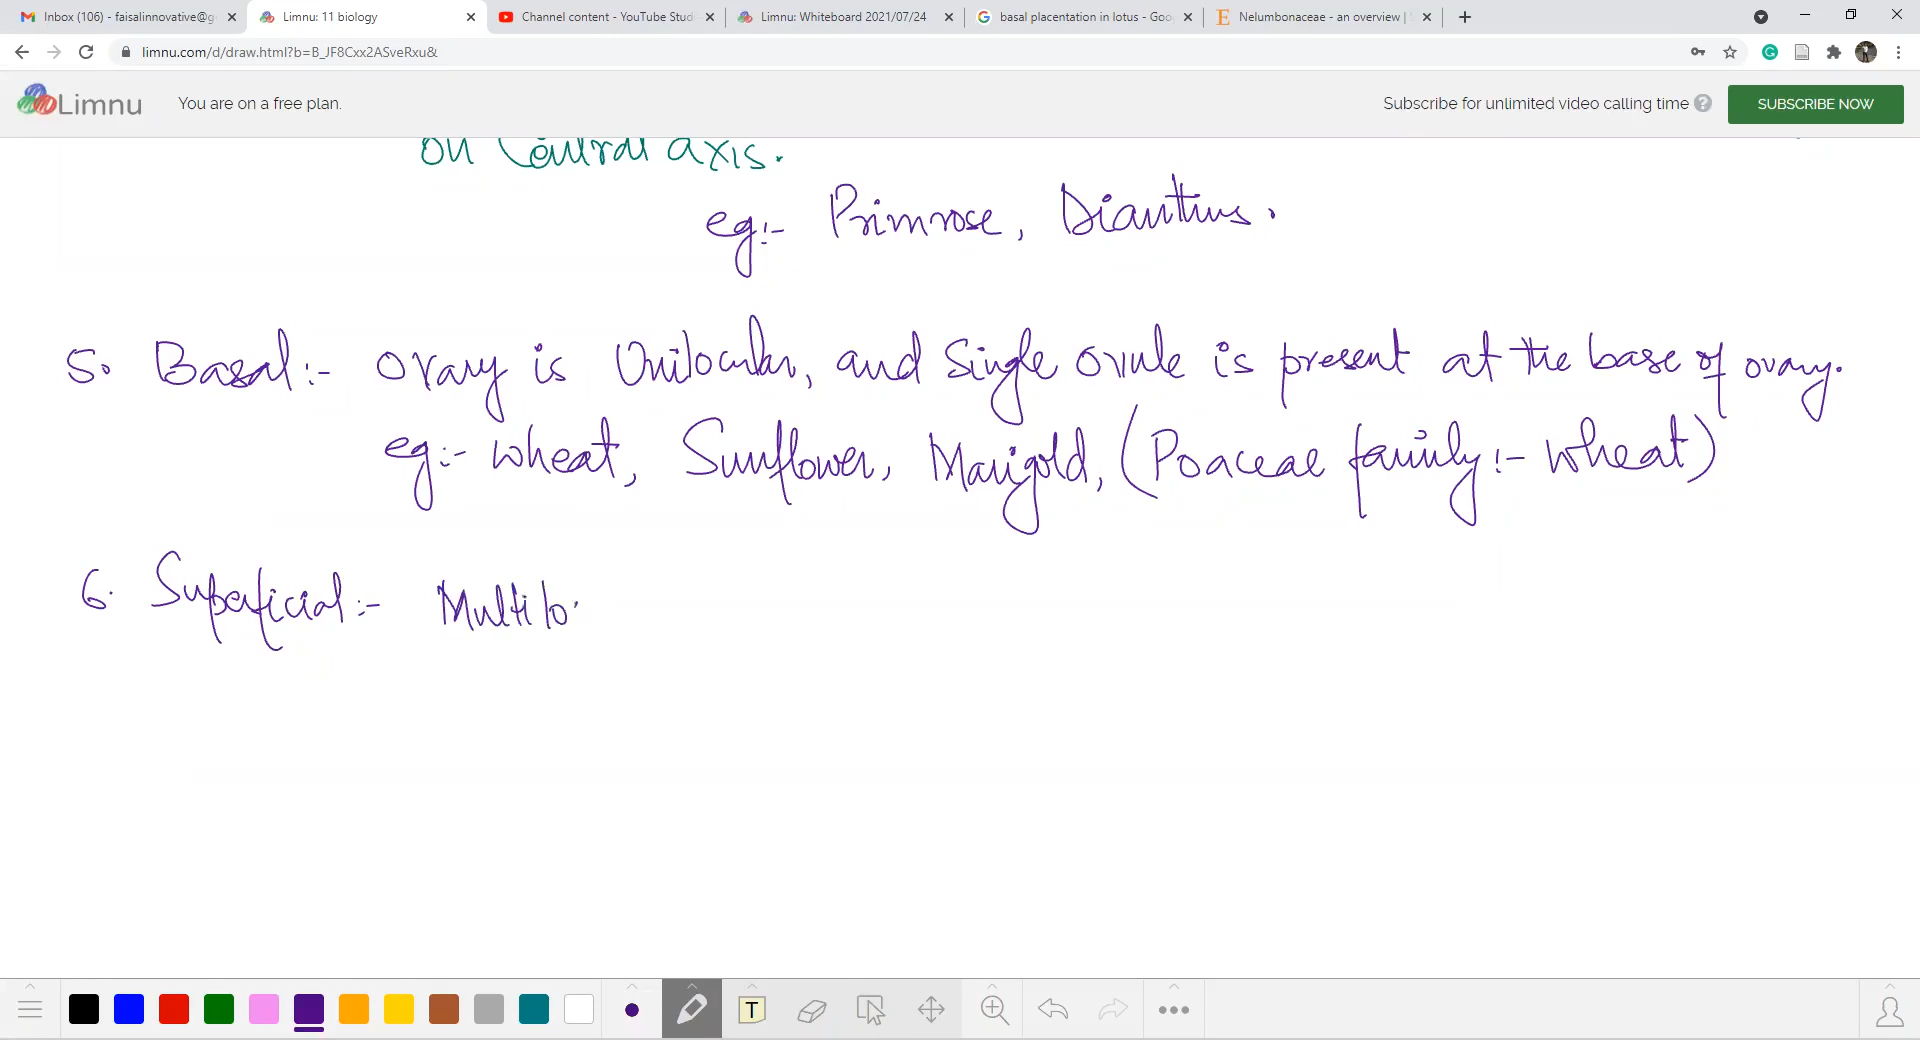 Inbox (106) - faisalinnovative@g
Limnu: 11 biology
Channel content - YouTube Stud
Limnu: Whiteboard 2021/07/24
basal placentation in lotus - Goo
Nelumbonaceae - an overview |
limnu.com/d/draw.html?b=B_JF8Cxx2ASveRxu&
Limnu
You are on a free plan.
Subscribe for unlimited video calling time ?
SUBSCRIBE NOW
on Central axis.
eg:- Primrose, Dianthus.
5. Basal:- Ovary is Unilocular, and Single Ovule is present at the base of ovary.
eg:- Wheat, Sunflower, Marigold, (Poaceae family:- Wheat)
6. Superficial:- Multilo
T